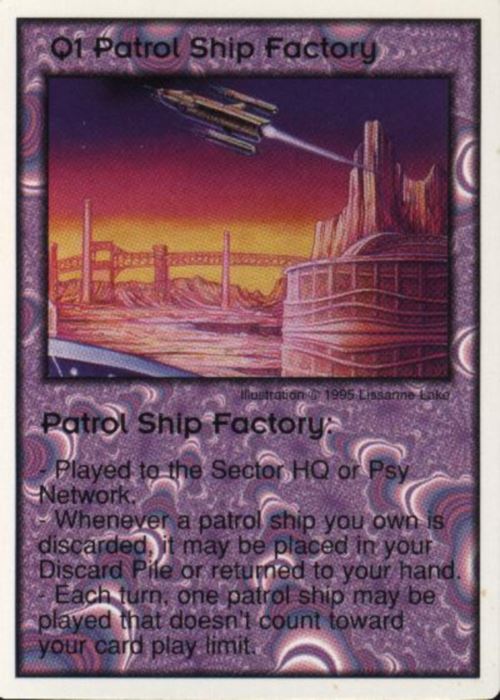 Q1 Patrol Ship Factory
Illustration © 1995 Lissanne Lake
Patrol Ship Factory:
- Played to the Sector HQ or Psy
Network.
- Whenever a patrol ship you own is
discarded, it may be placed in your
Discard Pile or returned to your hand.
- Each turn, one patrol ship may be
played that doesn't count toward
your card play limit.